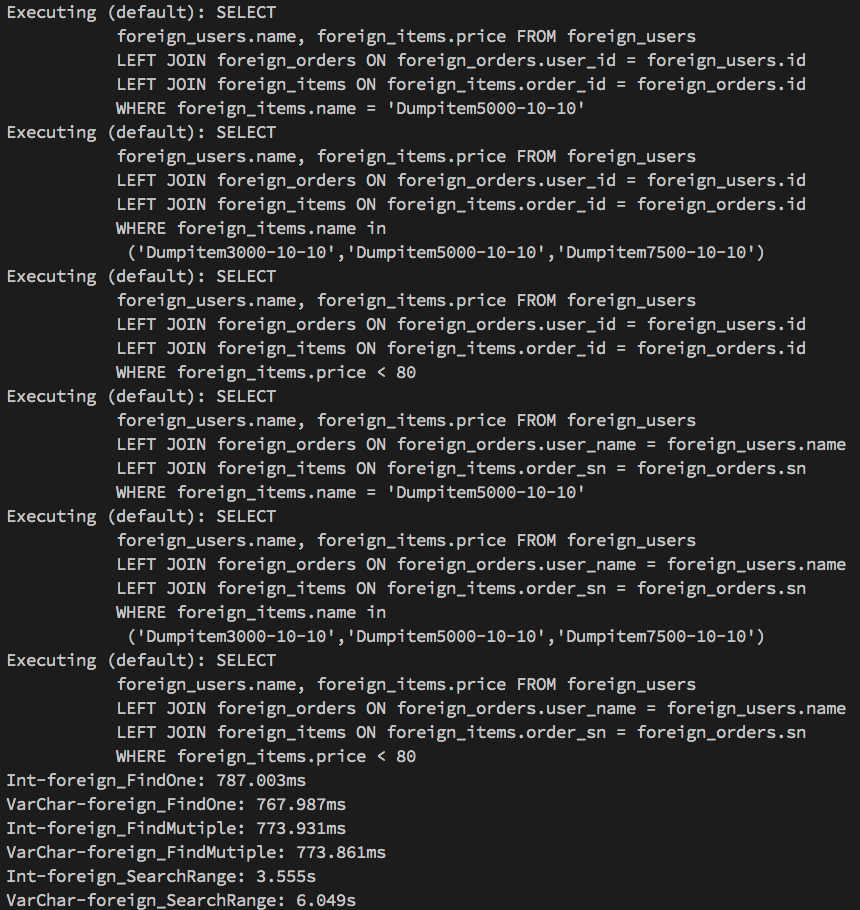 Executing (default): SELECT
foreign_users.name, foreign_items.price FROM foreign_users
LEFT JOIN foreign_orders ON foreign_orders.user_id = foreign_users.id
LEFT JOIN foreign_items ON foreign_items.order_id = foreign_orders.id
WHERE foreign_items.name = 'Dumpitem5000-10-10'
Executing (default): SELECT
foreign_users.name, foreign_items.price FROM foreign_users
LEFT JOIN foreign_orders ON foreign_orders.user_id = foreign_users.id
LEFT JOIN foreign_items ON foreign_items.order_id = foreign_orders.id
WHERE foreign_items.name in
('Dumpitem3000-10-10','Dumpitem5000-10-10','Dumpitem7500-10-10')
Executing (default): SELECT
foreign_users.name, foreign_items.price FROM foreign_users
LEFT JOIN foreign_orders ON foreign_orders.user_id = foreign_users.id
LEFT JOIN foreign_items ON foreign_items.order_id = foreign_orders.id
WHERE foreign_items.price < 80
Executing (default): SELECT
foreign_users.name, foreign_items.price FROM foreign_users
LEFT JOIN foreign_orders ON foreign_orders.user_name = foreign_users.name
LEFT JOIN foreign_items ON foreign_items.order_sn = foreign_orders.sn
WHERE foreign_items.name = 'Dumpitem5000-10-10'
Executing (default): SELECT
foreign_users.name, foreign_items.price FROM foreign_users
LEFT JOIN foreign_orders ON foreign_orders.user_name = foreign_users.name
LEFT JOIN foreign_items ON foreign_items.order_sn = foreign_orders.sn
WHERE foreign_items.name in
('Dumpitem3000-10-10','Dumpitem5000-10-10','Dumpitem7500-10-10')
Executing (default): SELECT
foreign_users.name, foreign_items.price FROM foreign_users
LEFT JOIN foreign_orders ON foreign_orders.user_name = foreign_users.name
LEFT JOIN foreign_items ON foreign_items.order_sn = foreign_orders.sn
WHERE foreign_items.price < 80
Int-foreign_FindOne: 787.003ms
VarChar-foreign_FindOne: 767.987ms
Int-foreign_FindMutiple: 773.931ms
VarChar-foreign_FindMutiple: 773.861ms
Int-foreign_SearchRange: 3.555s
VarChar-foreign_SearchRange: 6.049s